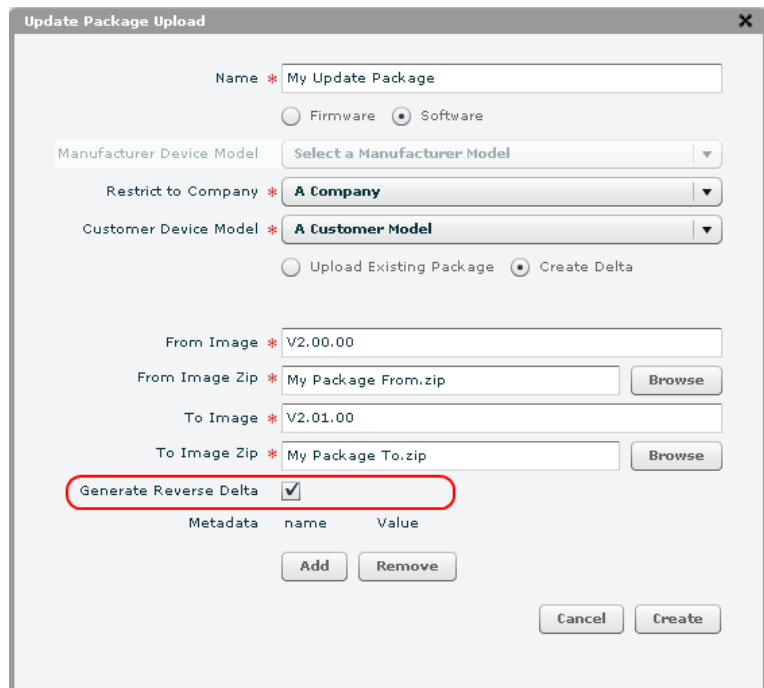 Update Package Upload
Name * My Update Package
Firmware Software
Manufacturer Device Model Select a Manufacturer Model
Restrict to Company * A Company
Customer Device Model * A Customer Model
Upload Existing Package Create Delta
From Image * V2.00.00
From Image Zip * My Package From.zip Browse
To Image * V2.01.00
To Image Zip * My Package To.zip Browse
Generate Reverse Delta
Metadata name Value
Add Remove
Cancel Create